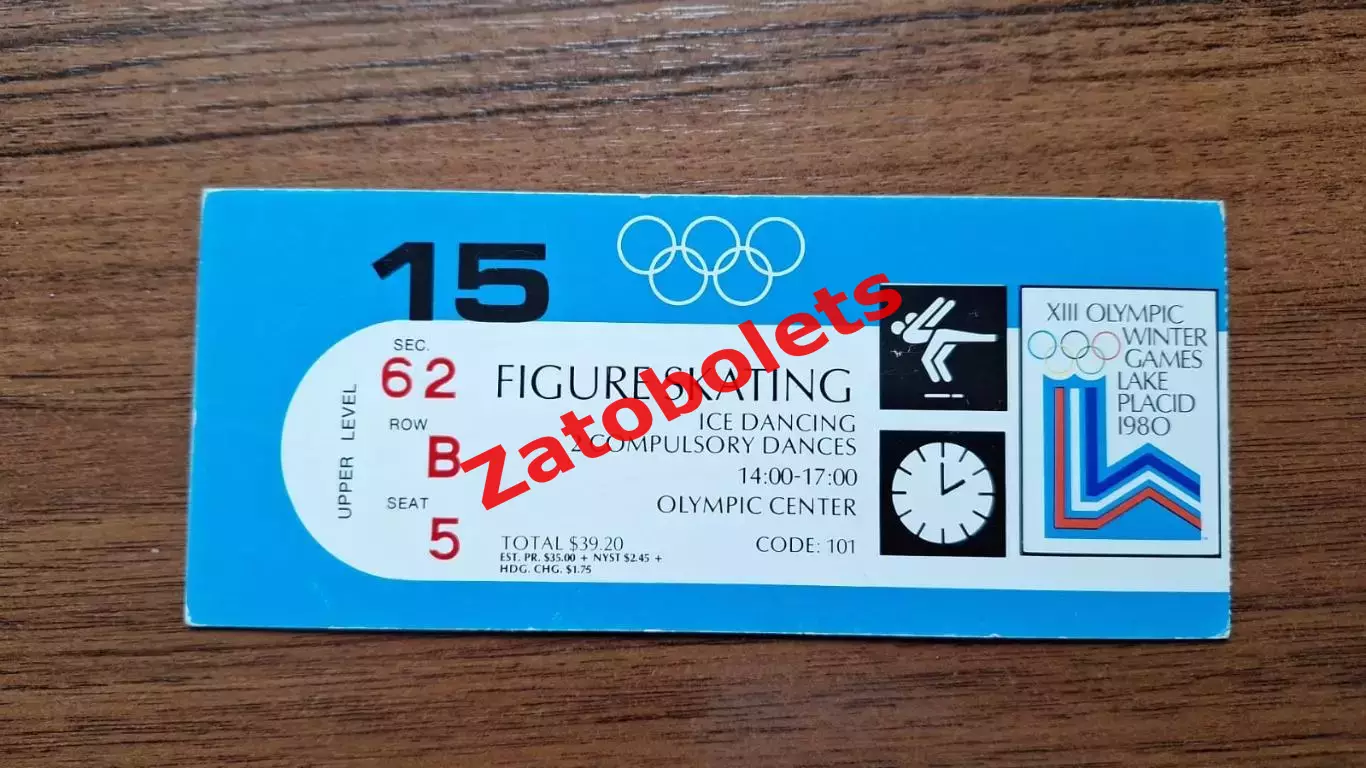 15
SEC.
62
ROW
B
SEAT
5
UPPER LEVEL
FIGURE SKATING
ICE DANCING
2 COMPULSORY DANCES
14:00-17:00
OLYMPIC CENTER
TOTAL $39.20
EST. PR. $35.00 + NYST $2.45 +
HDG. CHG. $1.75
CODE: 101
XIII OLYMPIC
WINTER
GAMES
LAKE
PLACID
1980
Zatobolets